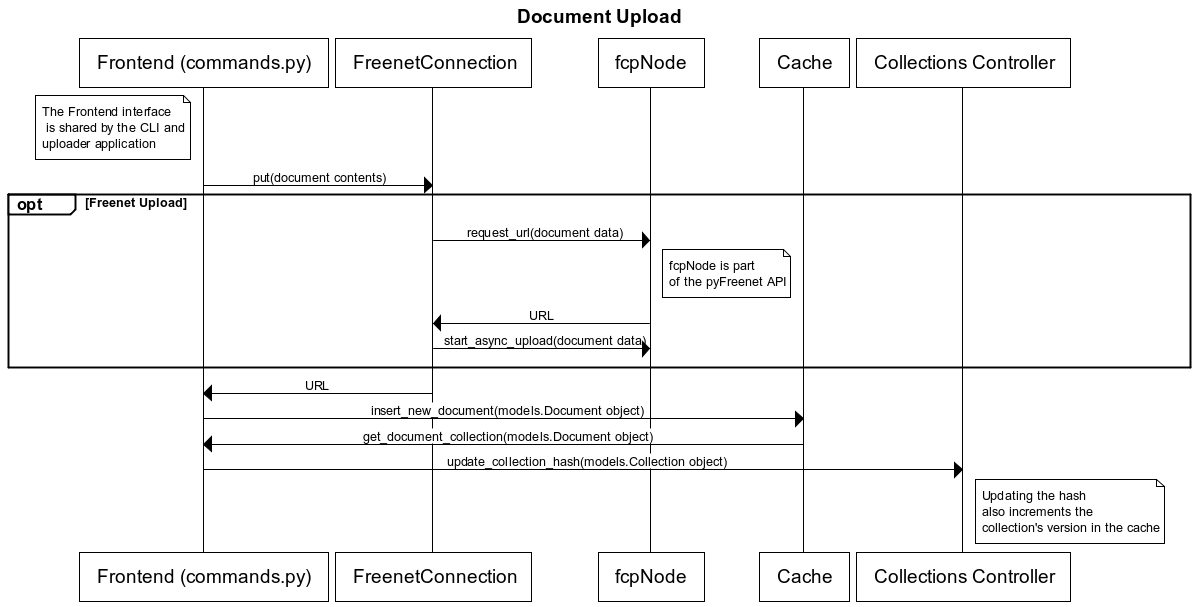 Document Upload
Frontend (commands.py)
FreenetConnection
fcpNode
Cache
Collections Controller
The Frontend interface
is shared by the CLI and
uploader application
put(document contents)
opt
[Freenet Upload]
request_url(document data)
fcpNode is part
of the pyFreenet API
URL
start_async_upload(document data)
URL
insert_new_document(models.Document object)
get_document_collection(models.Document object)
update_collection_hash(models.Collection object)
Updating the hash
also increments the
collection's version in the cache
Frontend (commands.py)
FreenetConnection
fcpNode
Cache
Collections Controller